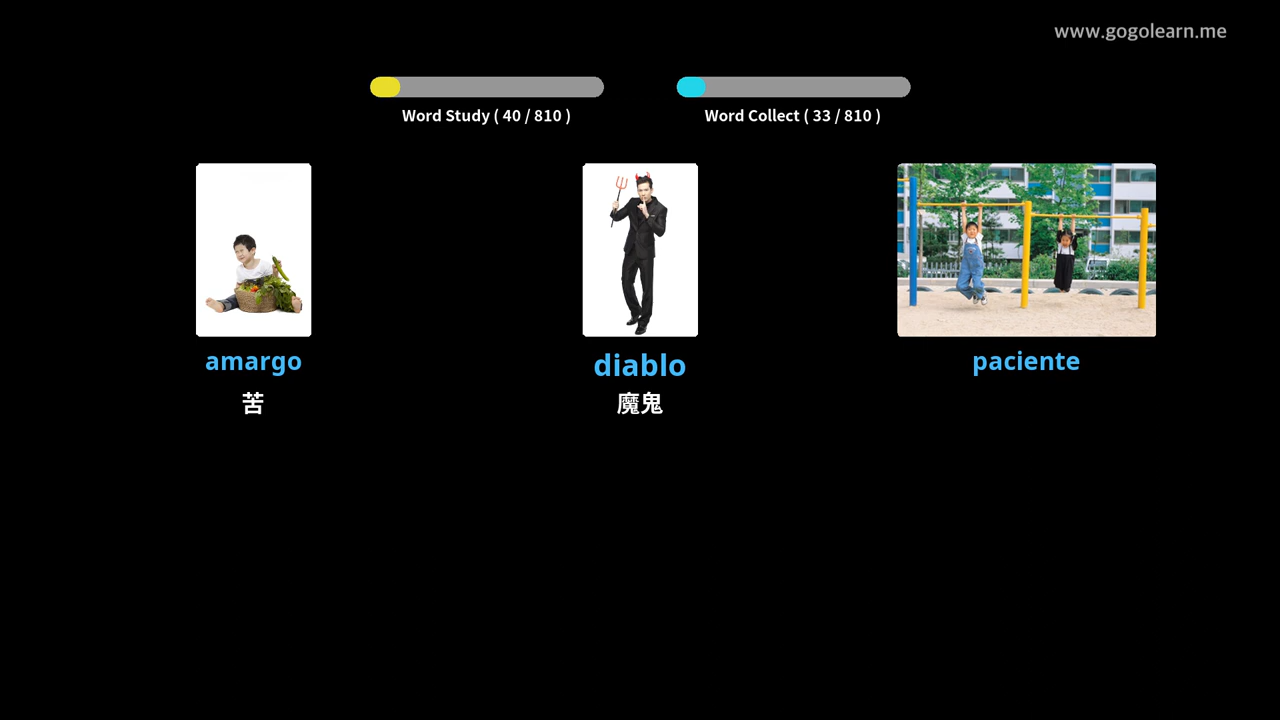 www.gogolearn.me
Word Study ( 40 / 810 )
Word Collect ( 33 / 810 )
amargo
diablo
paciente
苦
魔鬼